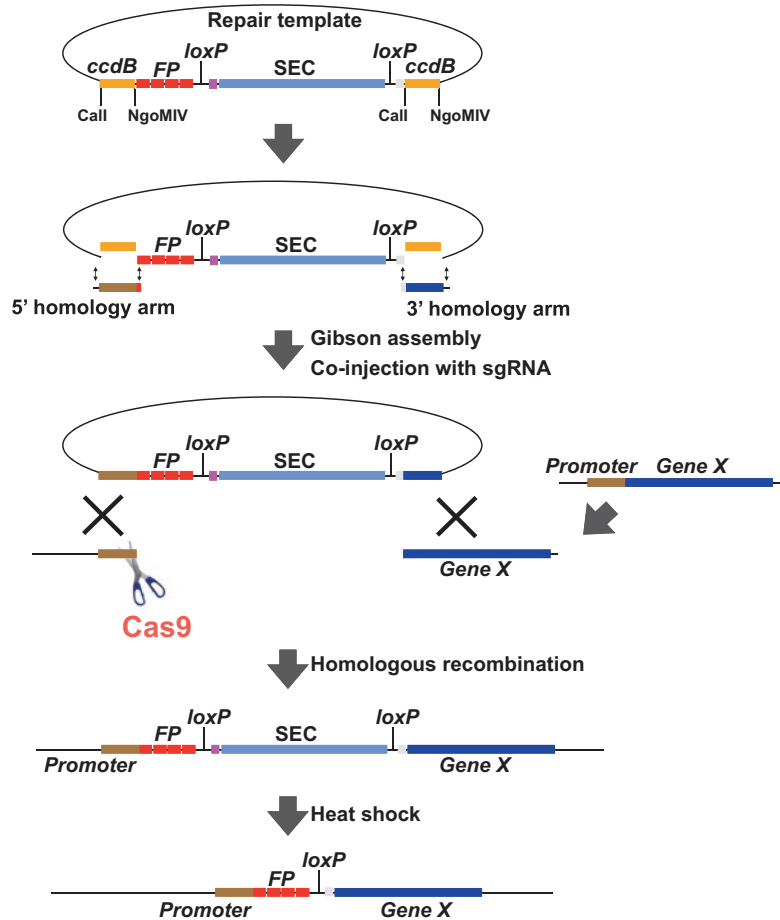 Repair template
loxP
loxP
ccdB
FP
SEC
ccdB
CalI
NgoMIV
CalI
NgoMIV
loxP
loxP
FP
SEC
5’ homology arm
3’ homology arm
Gibson assembly
Co-injection with sgRNA
loxP
loxP
FP
SEC
Promoter
Gene X
Gene X
Cas9
Homologous recombination
loxP
loxP
FP
SEC
Promoter
Gene X
Heat shock
loxP
FP
Promoter
Gene X